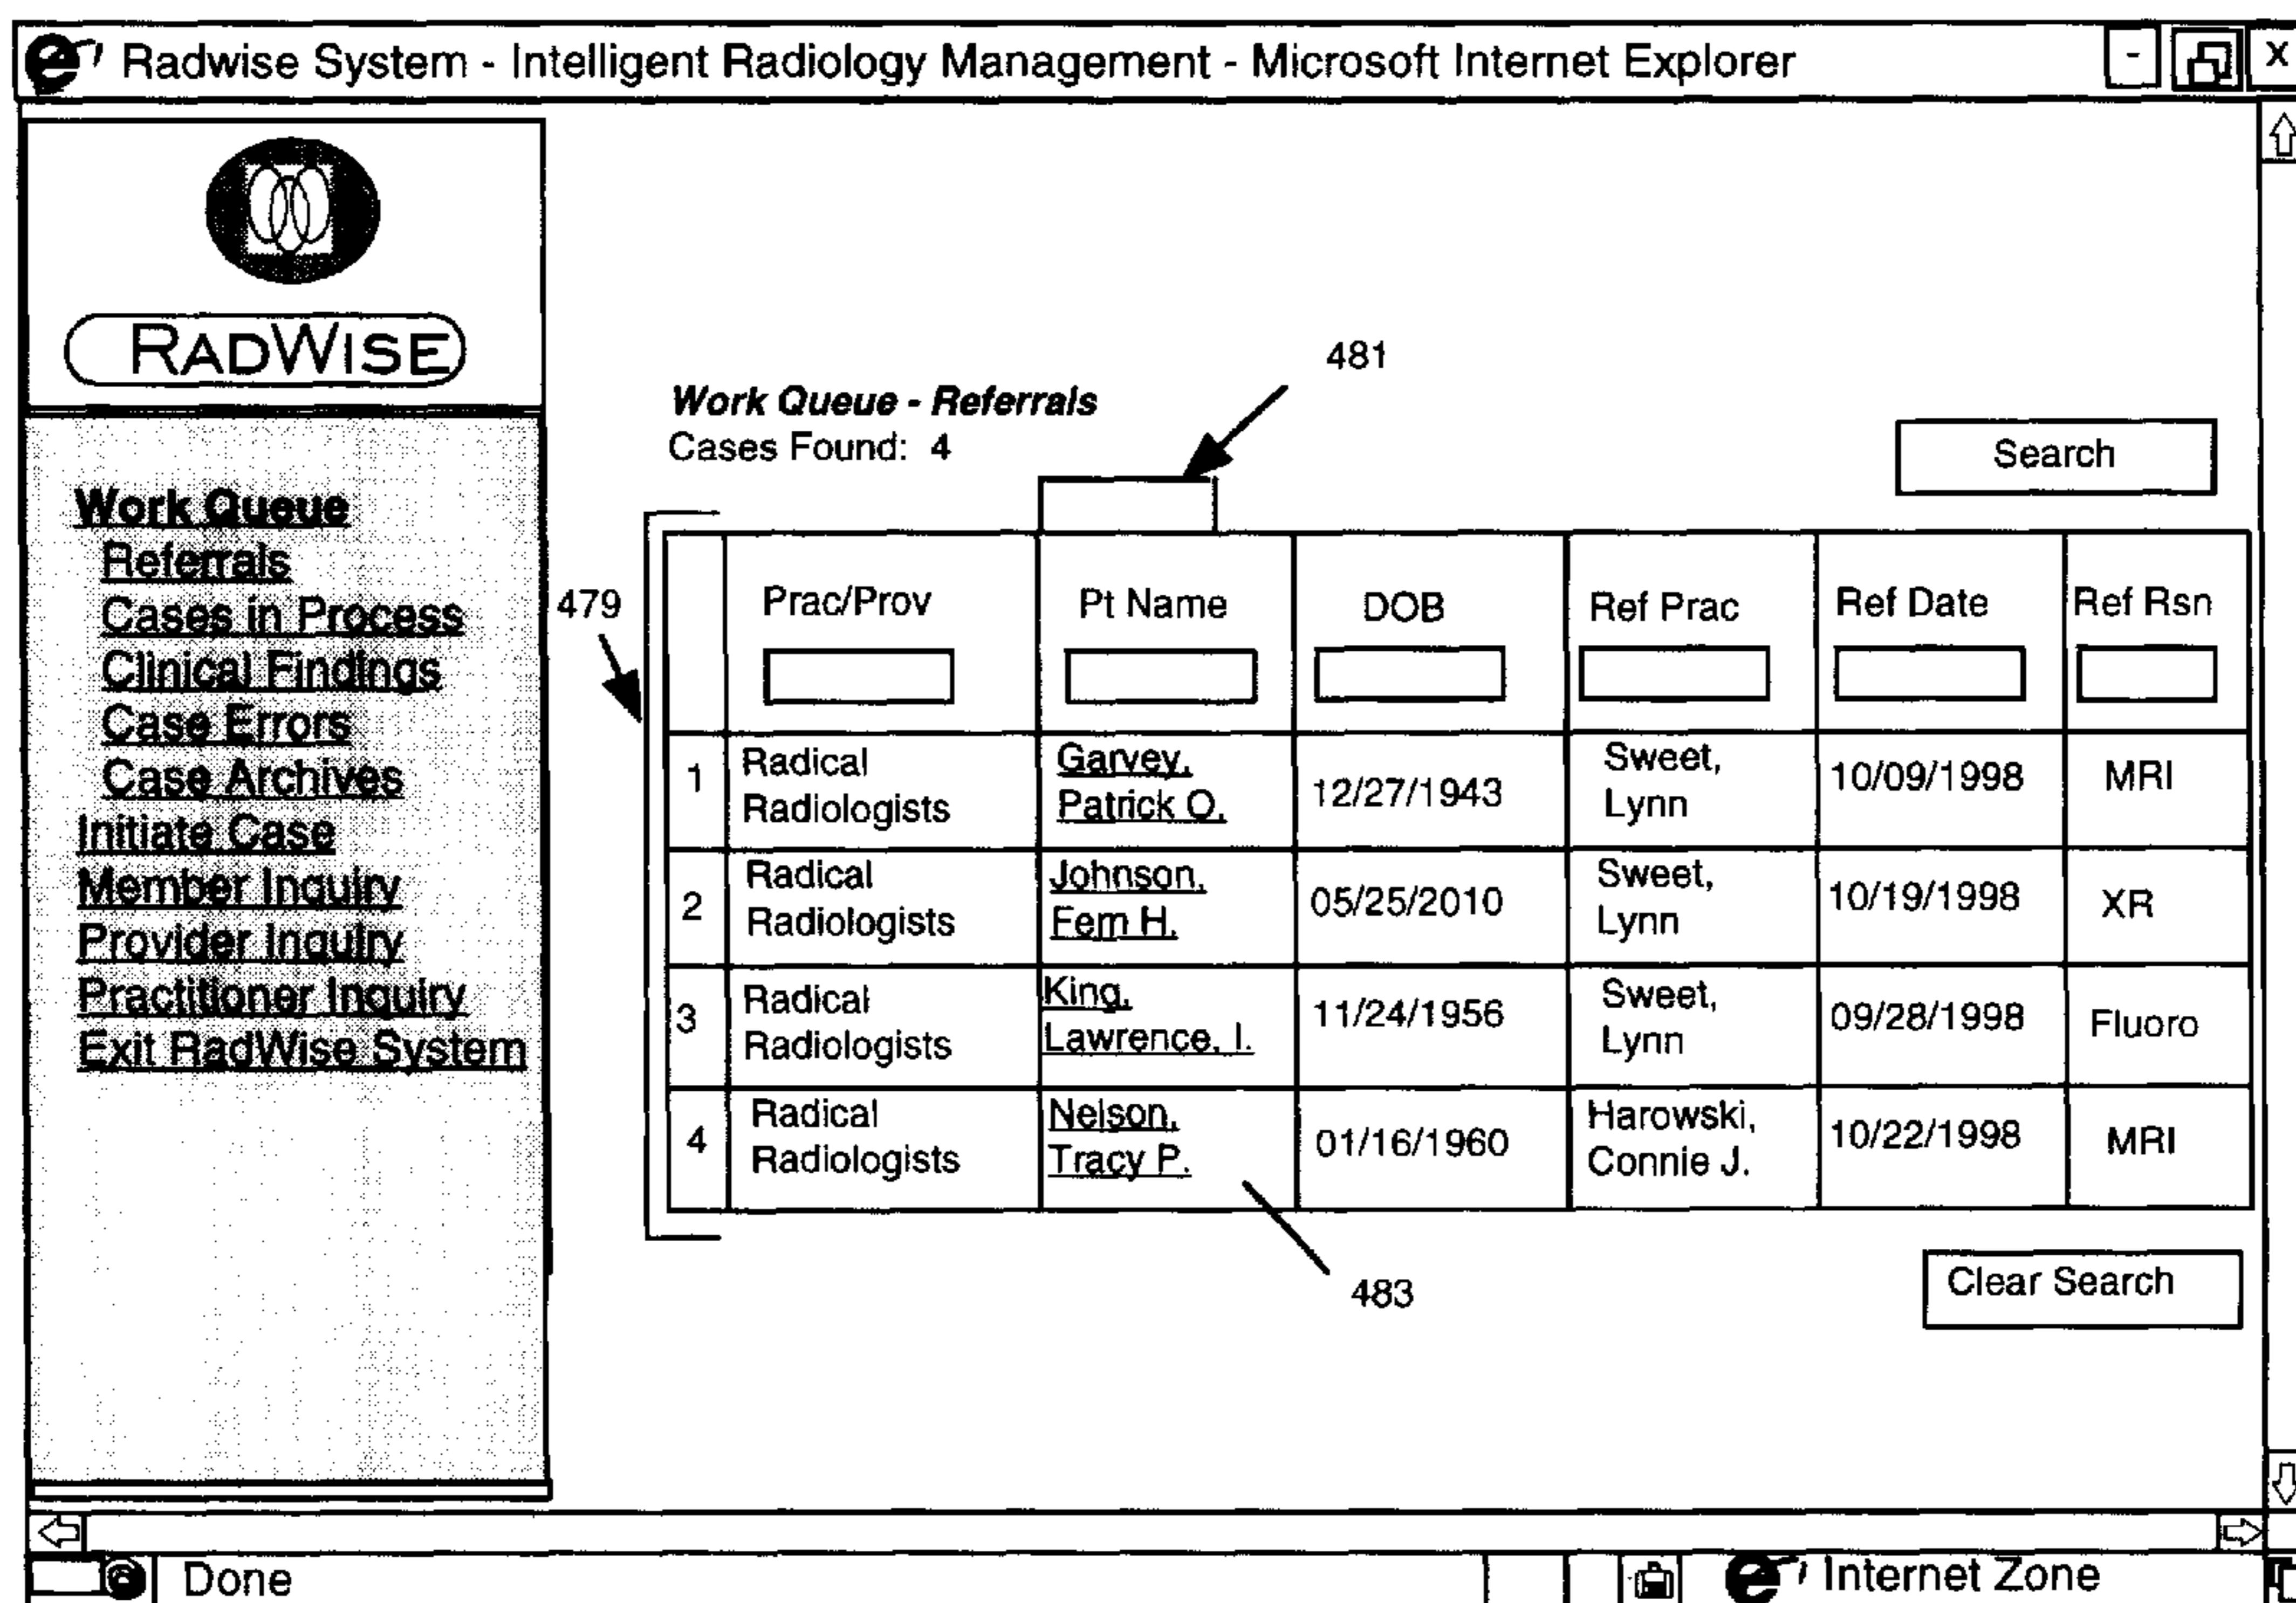 Radwise System - Intelligent Radiology Management - Microsoft Internet Explorer
- X
RADWISE
Work Queue
Referrals
Cases in Process
Clinical Findings
Case Errors
Case Archives
Initiate Case
Member Inquiry
Provider Inquiry
Practitioner Inquiry
Exit RadWise System
481
Work Queue - Referrals
Cases Found: 4
Search
479
Prac/Prov Pt Name DOB Ref Prac Ref Date Ref Rsn
1 Radical Radiologists Garvey, Patrick O. 12/27/1943 Sweet, Lynn 10/09/1998 MRI
2 Radical Radiologists Johnson, Fern H. 05/25/2010 Sweet, Lynn 10/19/1998 XR
3 Radical Radiologists King, Lawrence, I. 11/24/1956 Sweet, Lynn 09/28/1998 Fluoro
4 Radical Radiologists Nelson, Tracy P. 01/16/1960 Harowski, Connie J. 10/22/1998 MRI
483
Clear Search
Done
Internet Zone